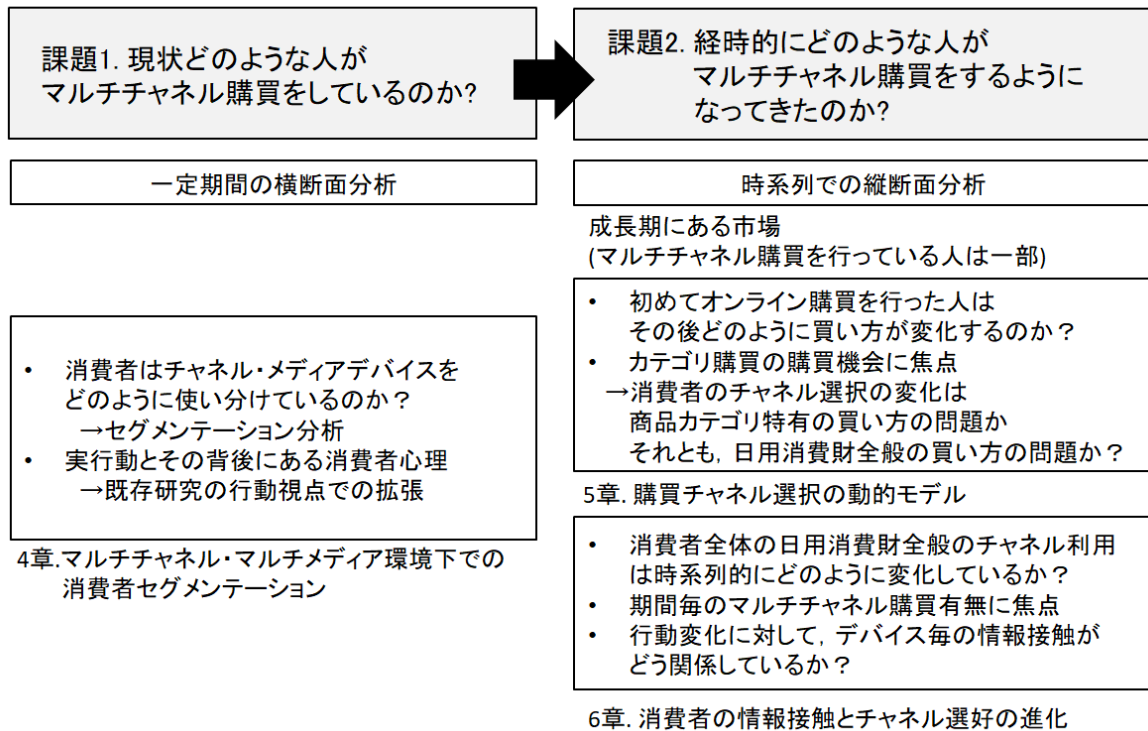 課題1. 現状どのような人が
マルチチャネル購買をしているのか?
課題2. 経時的にどのような人が
マルチチャネル購買をするように
なってきたのか?
一定期間の横断面分析
時系列での縦断面分析
成長期にある市場
(マルチチャネル購買を行っている人は一部)
• 消費者はチャネル・メディアデバイスを
どのように使い分けているのか？
→セグメンテーション分析
• 実行動とその背後にある消費者心理
→既存研究の行動視点での拡張
4章.マルチチャネル・マルチメディア環境下での
消費者セグメンテーション
• 初めてオンライン購買を行った人は
その後どのように買い方が変化するのか？
• カテゴリ購買の購買機会に焦点
→消費者のチャネル選択の変化は
商品カテゴリ特有の買い方の問題か
それとも, 日用消費財全般の買い方の問題か？
5章. 購買チャネル選択の動的モデル
• 消費者全体の日用消費財全般のチャネル利用
は時系列的にどのように変化しているか？
• 期間毎のマルチチャネル購買有無に焦点
• 行動変化に対して, デバイス毎の情報接触が
どう関係しているか？
6章. 消費者の情報接触とチャネル選好の進化